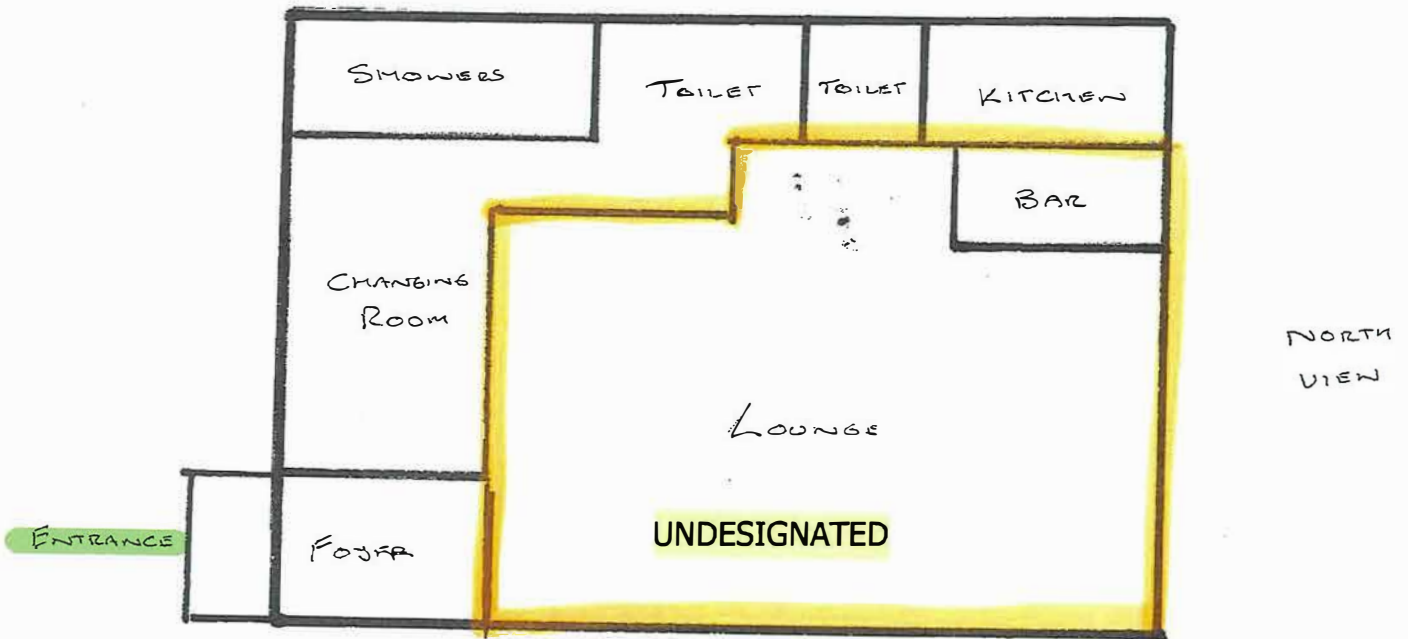 SHOWERS
TOILET
TOILET
KITCHEN
BAR
CHANGING
ROOM
NORTH
VIEW
LOUNGE
UNDESIGNATED
ENTRANCE
FOYER